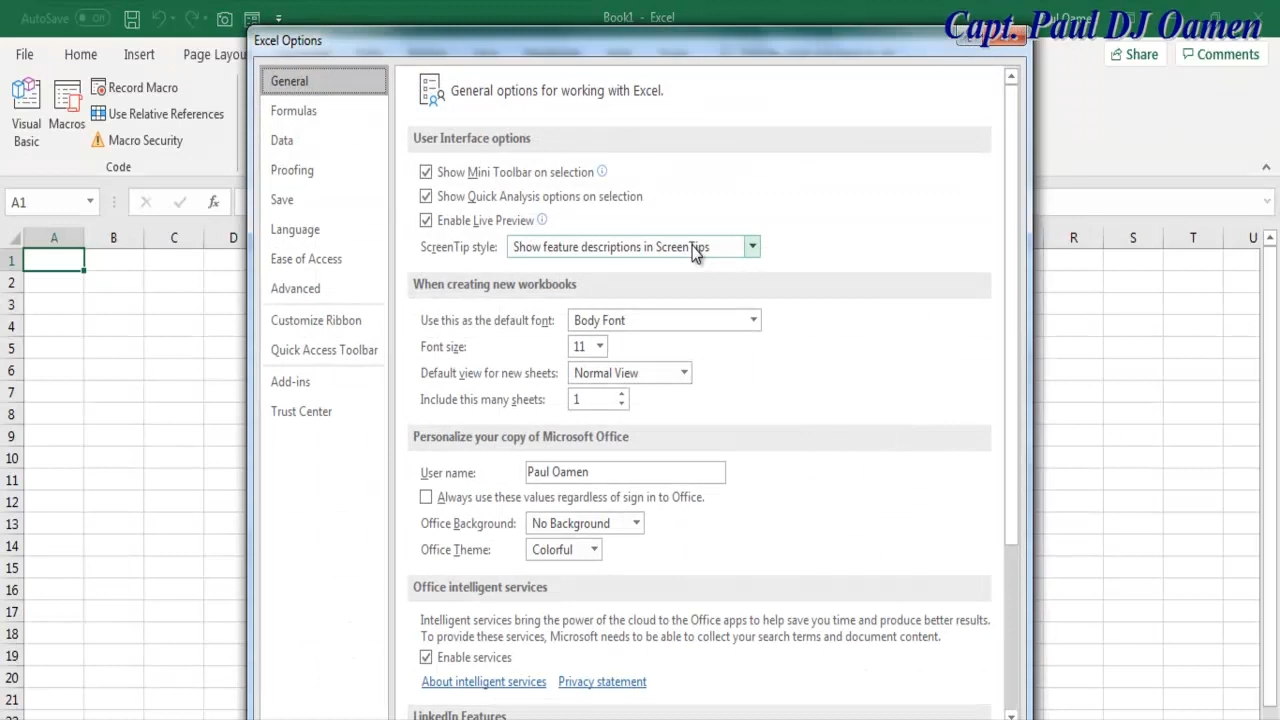 AutoSave Off Book1 - Excel Paul Oamen
Capt. Paul DJ Oamen
Excel Options
File Home Insert Page Layou Share Comments
Visual Basic
Macros
Record Macro
Use Relative References
Macro Security
Code
A1 fx
A B C D R S T U
1
2
3
4
5
6
7
8
9
10
11
12
13
14
15
16
17
18
19
20
21
General
Formulas
Data
Proofing
Save
Language
Ease of Access
Advanced
Customize Ribbon
Quick Access Toolbar
Add-ins
Trust Center
General options for working with Excel.
User Interface options
Show Mini Toolbar on selection
Show Quick Analysis options on selection
Enable Live Preview
ScreenTip style: Show feature descriptions in ScreenTips
When creating new workbooks
Use this as the default font: Body Font
Font size: 11
Default view for new sheets: Normal View
Include this many sheets: 1
Personalize your copy of Microsoft Office
User name: Paul Oamen
Always use these values regardless of sign in to Office.
Office Background: No Background
Office Theme: Colorful
Office intelligent services
Intelligent services bring the power of the cloud to the Office apps to help save you time and produce better results.
To provide these services, Microsoft needs to be able to collect your search terms and document content.
Enable services
About intelligent services Privacy statement
LinkedIn Features